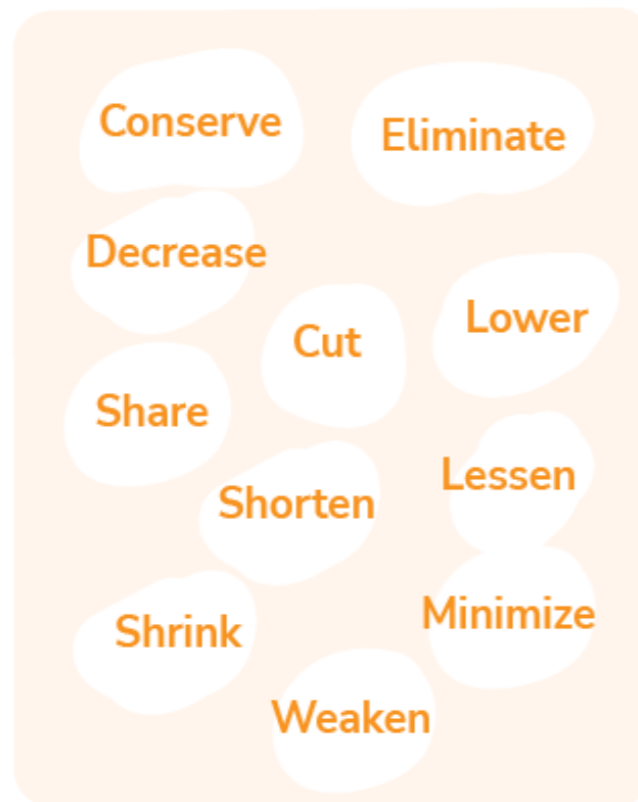 Conserve
Eliminate
Decrease
Lower
Cut
Share
Lessen
Shorten
Minimize
Shrink
Weaken